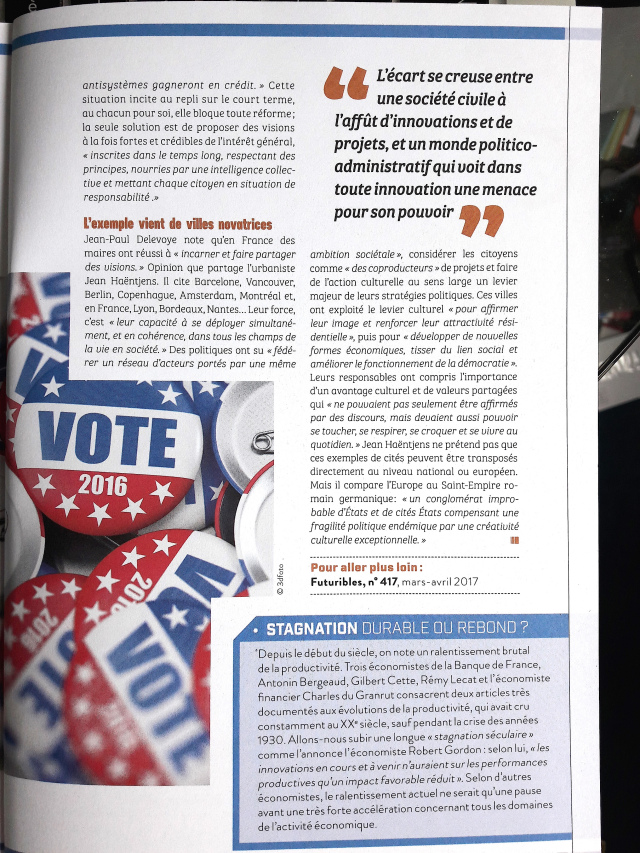 antisystèmes gagneront en crédit. » Cette
situation incite au repli sur le court terme,
au chacun pour soi, elle bloque toute réforme ;
la seule solution est de proposer des visions
à la fois fortes et crédibles de l'intérêt général,
« inscrites dans le temps long, respectant des
principes, nourries par une intelligence collec-
tive et mettant chaque citoyen en situation de
responsabilité .»
L'exemple vient de villes novatrices
Jean-Paul Delevoye note qu'en France des
maires ont réussi à « incarner et faire partager
des visions. » Opinion que partage l'urbaniste
Jean Haëntjens. Il cite Barcelone, Vancouver,
Berlin, Copenhague, Amsterdam, Montréal et,
en France, Lyon, Bordeaux, Nantes... Leur force,
c'est « leur capacité à se déployer simultané-
ment, et en cohérence, dans tous les champs de
la vie en société. » Des politiques ont su « fédé-
rer un réseau d'acteurs portés par une même
“ L'écart se creuse entre
une société civile à
l'affût d'innovations et de
projets, et un monde politico-
administratif qui voit dans
toute innovation une menace
pour son pouvoir ”
ambition sociétale », considérer les citoyens
comme « des coproducteurs » de projets et faire
de l'action culturelle au sens large un levier
majeur de leurs stratégies politiques. Ces villes
ont exploité le levier culturel « pour affirmer
leur image et renforcer leur attractivité rési-
dentielle », puis pour « développer de nouvelles
formes économiques, tisser du lien social et
améliorer le fonctionnement de la démocratie ».
Leurs responsables ont compris l'importance
d'un avantage culturel et de valeurs partagées
qui « ne pouvaient pas seulement être affirmés
par des discours, mais devaient aussi pouvoir
se toucher, se respirer, se croquer et se vivre au
quotidien. » Jean Haëntjens ne prétend pas que
ces exemples de cités peuvent être transposés
directement au niveau national ou européen.
Mais il compare l'Europe au Saint-Empire ro-
main germanique : « un conglomérat impro-
bable d'États et de cités États compensant une
fragilité politique endémique par une créativité
culturelle exceptionnelle. »
Pour aller plus loin :
Futuribles, n° 417, mars-avril 2017
VOTE
2016
2016
VOTE
2016
VOTE
2016
© 3dfoto
• STAGNATION DURABLE OU REBOND ?
"Depuis le début du siècle, on note un ralentissement brutal
de la productivité. Trois économistes de la Banque de France,
Antonin Bergeaud, Gilbert Cette, Rémy Lecat et l'économiste
financier Charles du Granrut consacrent deux articles très
documentés aux évolutions de la productivité, qui avait cru
constamment au XXe siècle, sauf pendant la crise des années
1930. Allons-nous subir une longue « stagnation séculaire »
comme l'annonce l'économiste Robert Gordon : selon lui, « les
innovations en cours et à venir n'auraient sur les performances
productives qu'un impact favorable réduit ». Selon d'autres
économistes, le ralentissement actuel ne serait qu'une pause
avant une très forte accélération concernant tous les domaines
de l'activité économique.